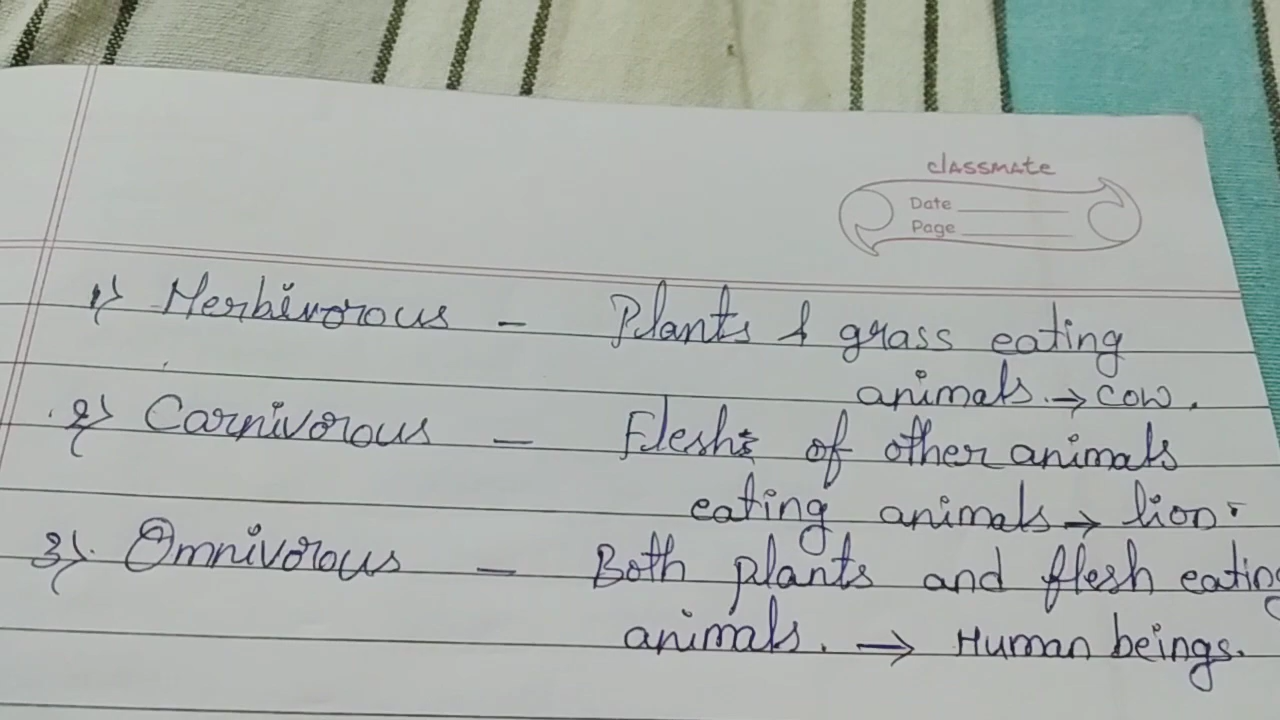 classmate
Date
Page
1) Herbivorous - Plants & grass eating
animals. → cow.
2) Carnivorous - Flesh of other animals
eating animals → lion.
3) Omnivorous - Both plants and flesh eating
animals. → Human beings.